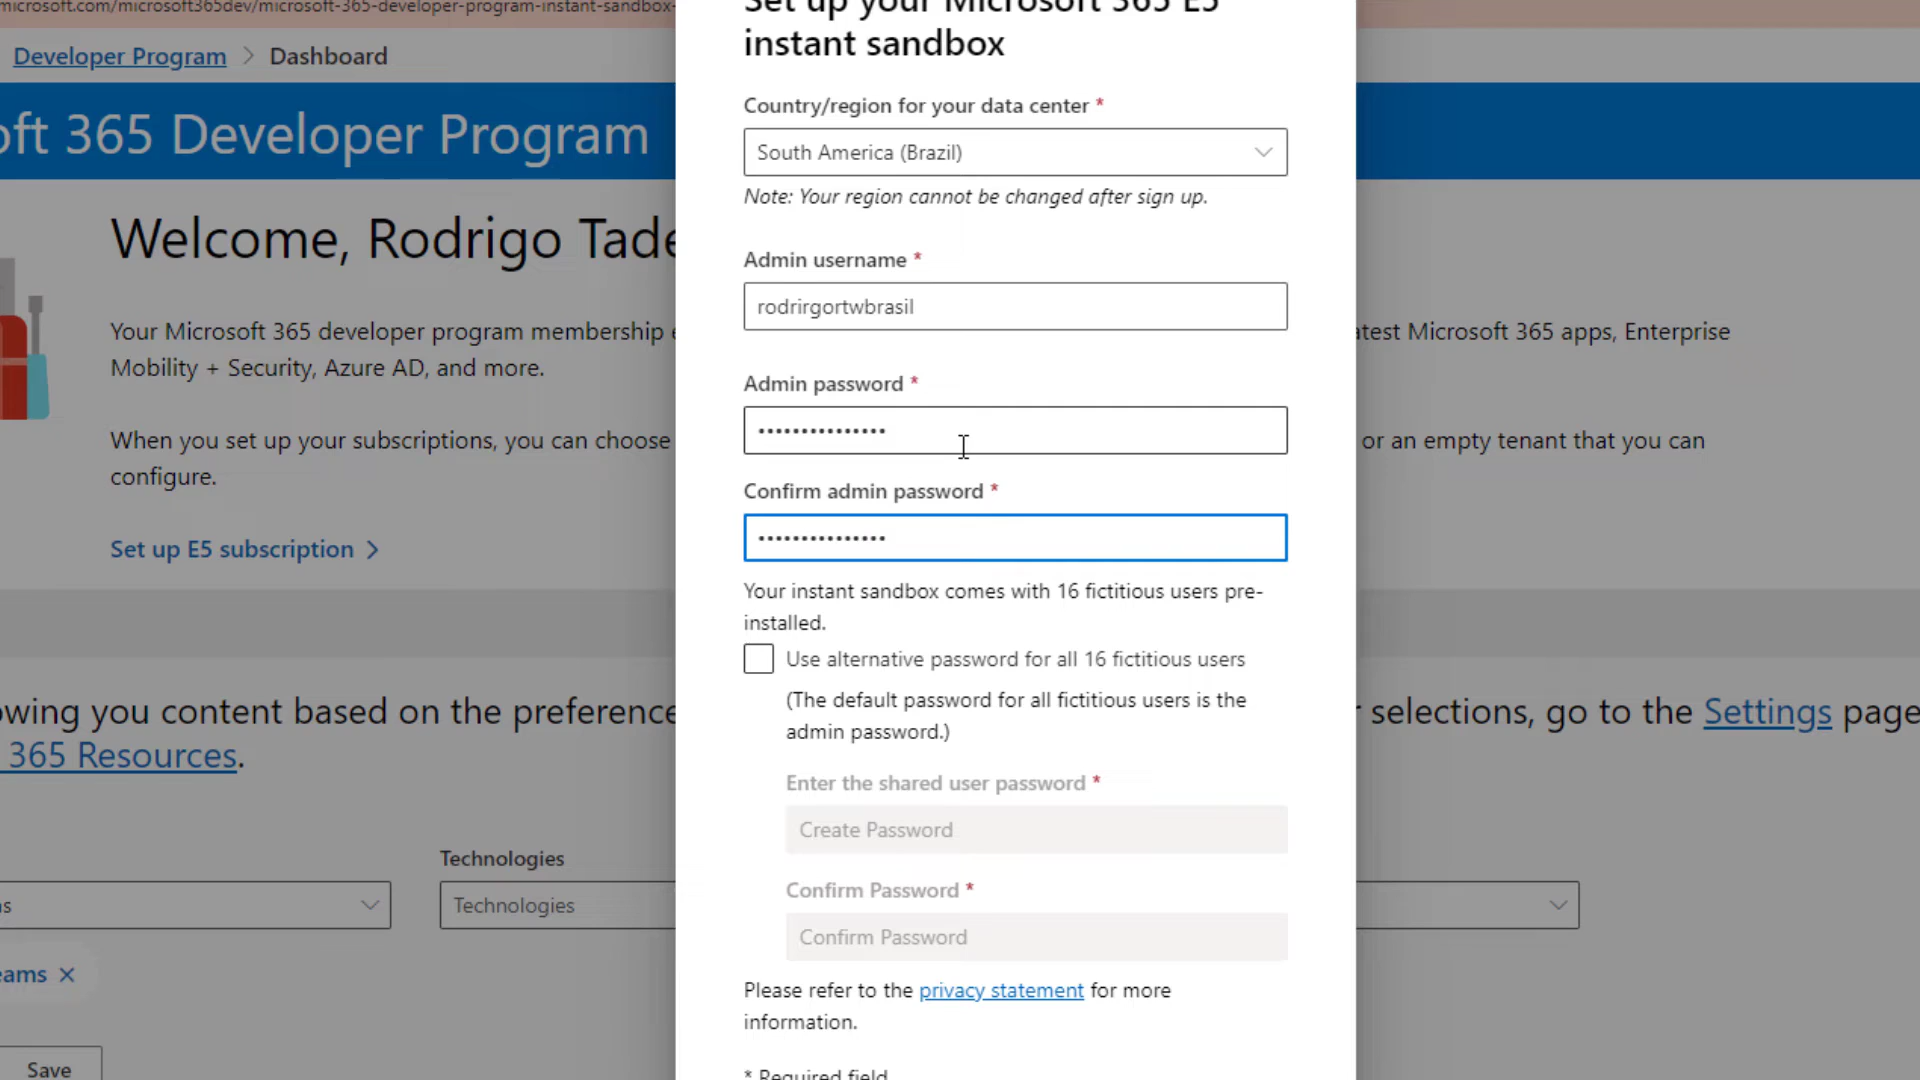 microsoft.com/microsoft365dev/microsoft-365-developer-program-instant-sandbox-
Developer Program > Dashboard
oft 365 Developer Program
Welcome, Rodrigo Tade
Your Microsoft 365 developer program membership e
atest Microsoft 365 apps, Enterprise
Mobility + Security, Azure AD, and more.
When you set up your subscriptions, you can choose
or an empty tenant that you can
configure.
Set up E5 subscription >
owing you content based on the preference
r selections, go to the Settings page
365 Resources.
Technologies
Technologies
eams
Save
Set up your Microsoft 365 E5
instant sandbox
Country/region for your data center *
South America (Brazil)
Note: Your region cannot be changed after sign up.
Admin username *
rodrirgortwbrasil
Admin password *
•••••••••••••••
Confirm admin password *
•••••••••••••••
Your instant sandbox comes with 16 fictitious users pre-
installed.
Use alternative password for all 16 fictitious users
(The default password for all fictitious users is the
admin password.)
Enter the shared user password *
Create Password
Confirm Password *
Confirm Password
Please refer to the privacy statement for more
information.
* Required field